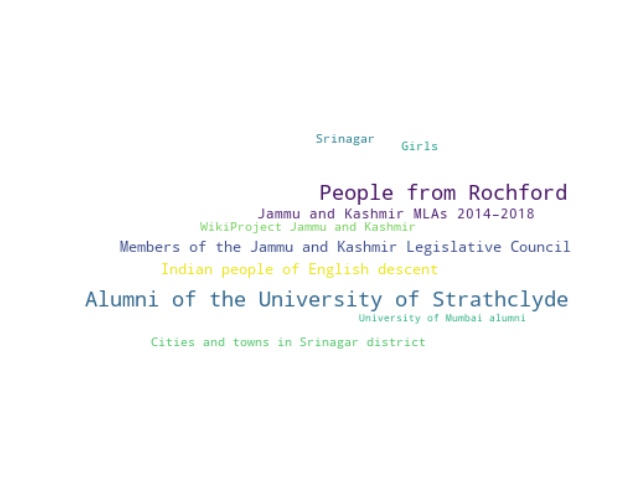 Srinagar
Girls
People from Rochford
Jammu and Kashmir MLAs 2014–2018
WikiProject Jammu and Kashmir
Members of the Jammu and Kashmir Legislative Council
Indian people of English descent
Alumni of the University of Strathclyde
University of Mumbai alumni
Cities and towns in Srinagar district